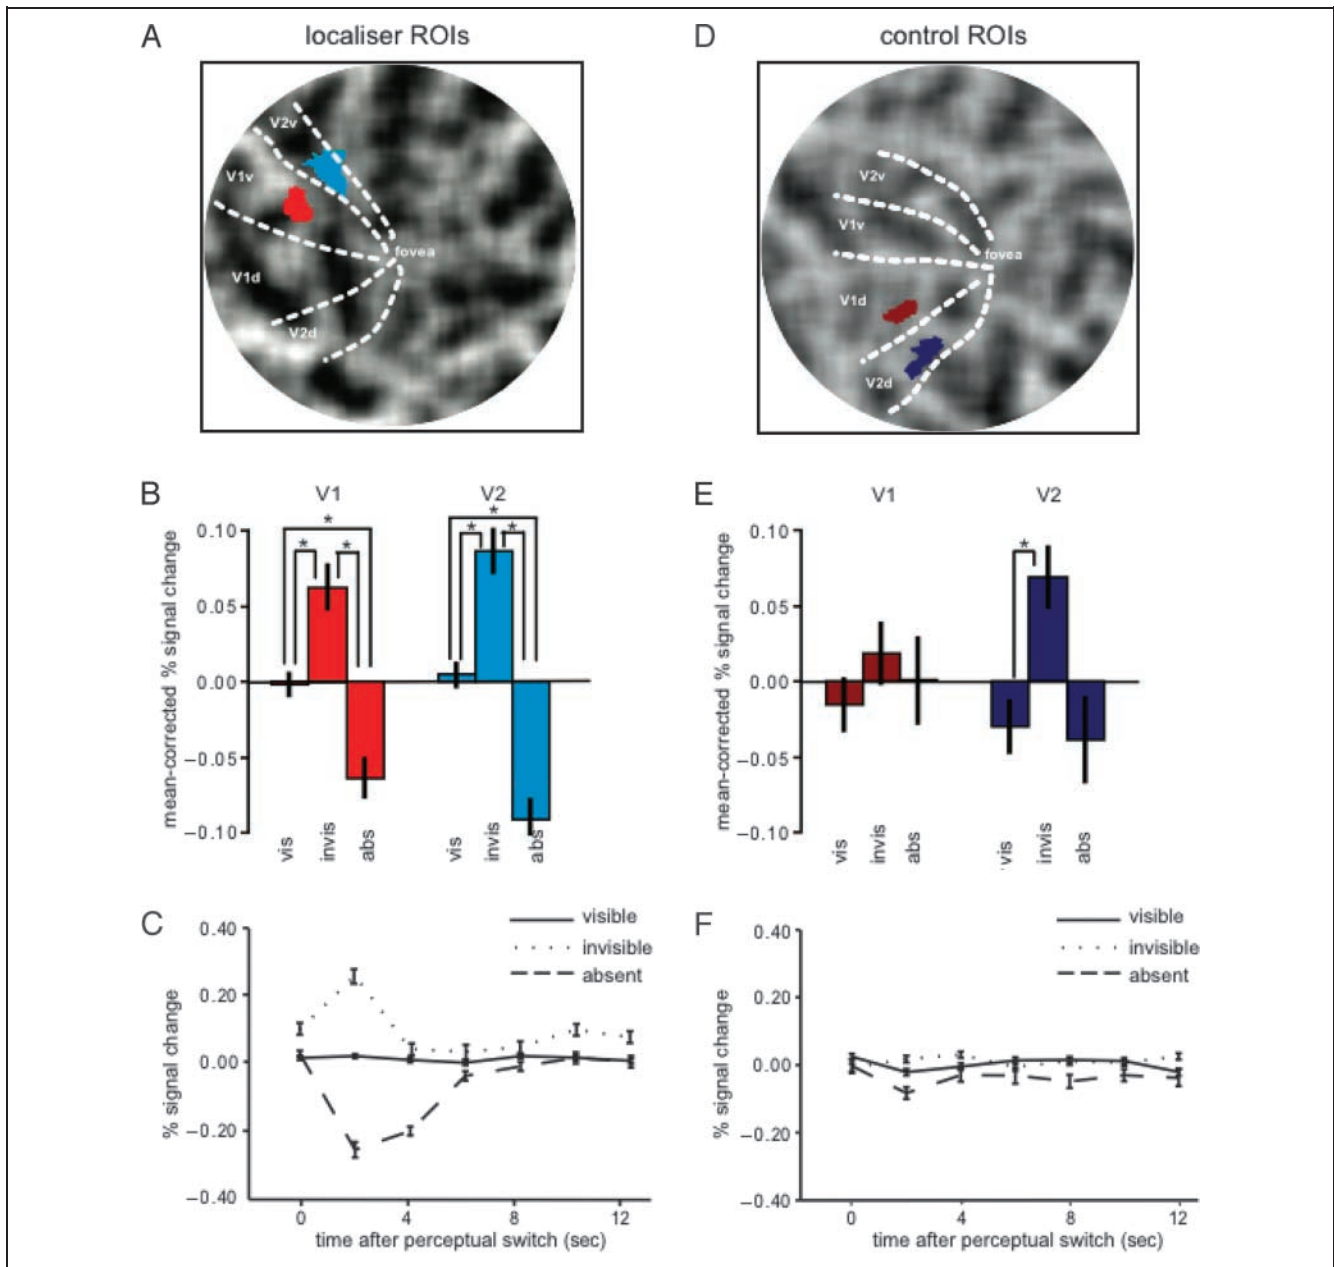 A
localiser ROIs
V2v
V1v
V1d
V2d
fovea
D
control ROIs
V2v
V1v
V1d
V2d
fovea
B
V1
V2
mean-corrected % signal change
0.10
0.05
0.00
−0.05
−0.10
*
*
*
*
*
*
vis
invis
abs
vis
invis
abs
E
V1
V2
mean-corrected % signal change
0.10
0.05
0.00
−0.05
−0.10
*
vis
invis
abs
vis
invis
abs
C
visible
invisible
absent
% signal change
0.40
0.20
0.00
−0.20
−0.40
0
4
8
12
time after perceptual switch (sec)
F
visible
invisible
absent
% signal change
0.40
0.20
0.00
−0.20
−0.40
0
4
8
12
time after perceptual switch (sec)